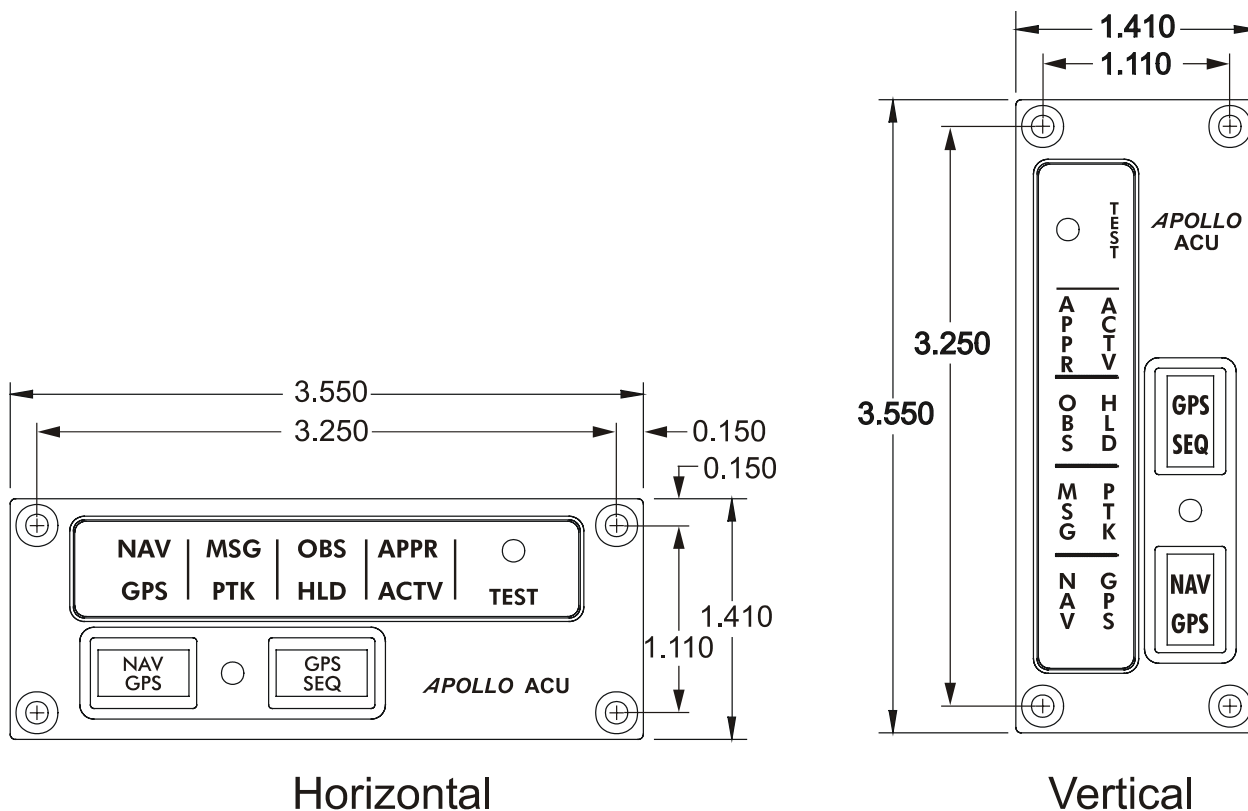 1.410
1.110
TEST
APOLLO
ACU
APPR ACTV
3.250
3.550
OBS HLD
GPS
SEQ
MSG PTK
NAV
GPS
NAV GPS
3.550
3.250
0.150
0.150
NAV MSG OBS APPR
GPS PTK HLD ACTV TEST
1.410
1.110
NAV
GPS
GPS
SEQ
APOLLO ACU
Horizontal
Vertical